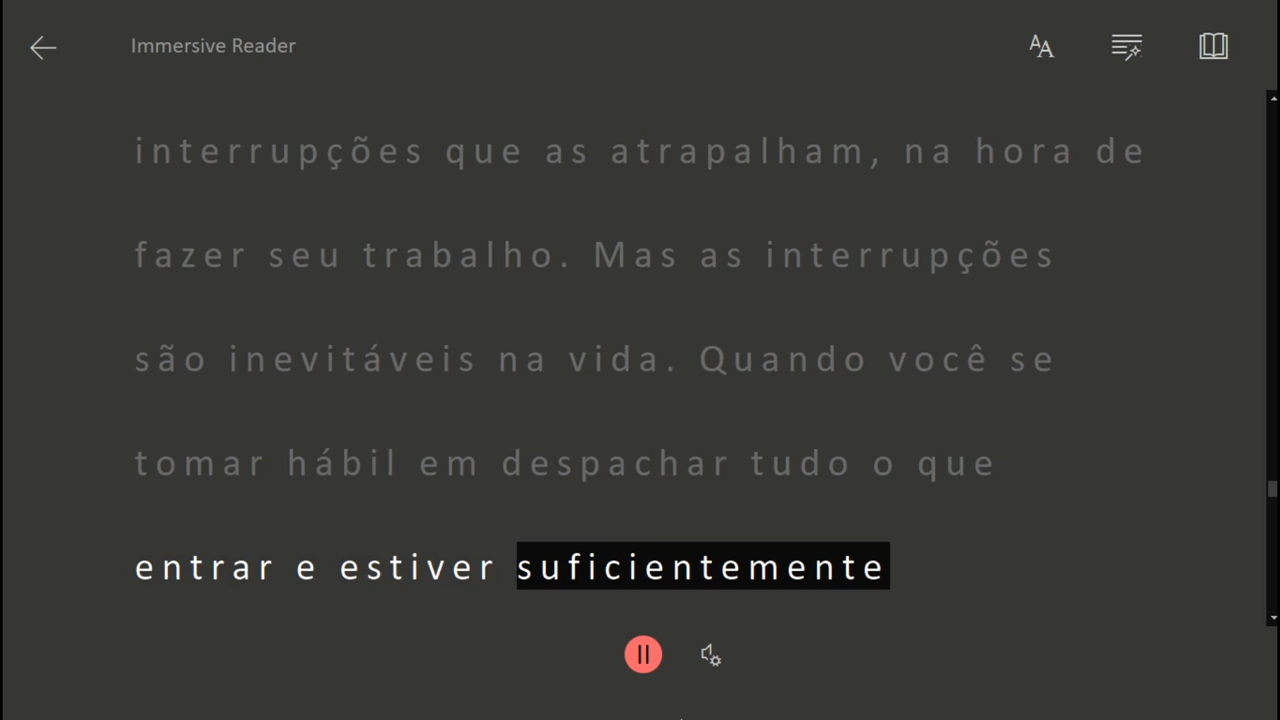 Immersive Reader
interrupções que as atrapalham, na hora de
fazer seu trabalho. Mas as interrupções
são inevitáveis na vida. Quando você se
tomar hábil em despachar tudo o que
entrar e estiver suficientemente